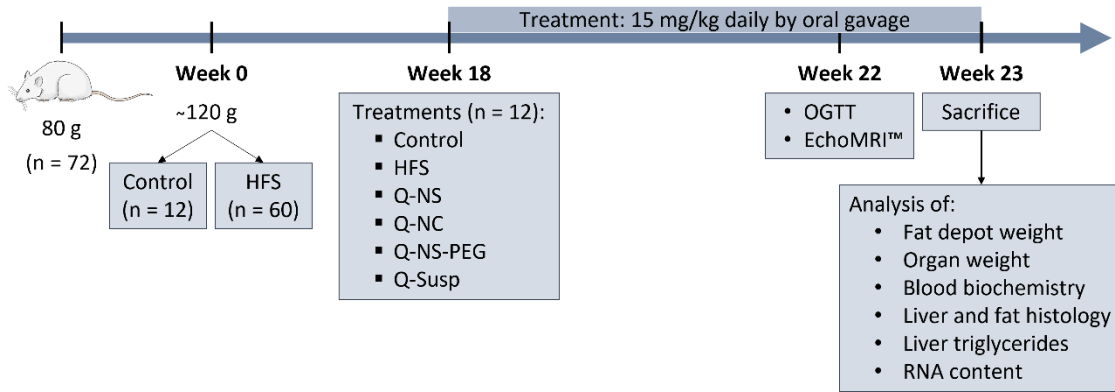 Treatment: 15 mg/kg daily by oral gavage
Week 0
Week 18
Week 22
Week 23
80 g
(n = 72)
~120 g
Control
(n = 12)
HFS
(n = 60)
Treatments (n = 12):
▪ Control
▪ HFS
▪ Q-NS
▪ Q-NC
▪ Q-NS-PEG
▪ Q-Susp
• OGTT
• EchoMRI™
Sacrifice
Analysis of:
• Fat depot weight
• Organ weight
• Blood biochemistry
• Liver and fat histology
• Liver triglycerides
• RNA content